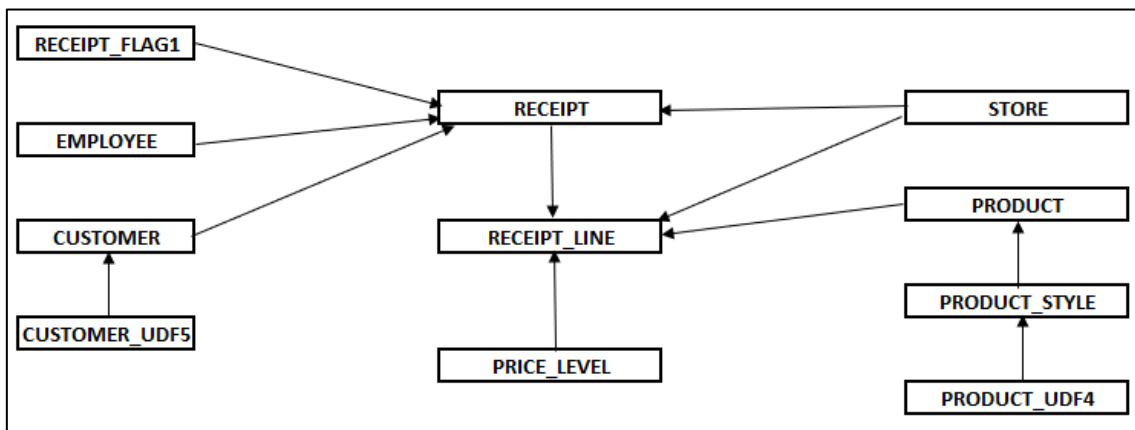 RECEIPT_FLAG1
RECEIPT
STORE
EMPLOYEE
PRODUCT
CUSTOMER
RECEIPT_LINE
PRODUCT_STYLE
CUSTOMER_UDF5
PRICE_LEVEL
PRODUCT_UDF4